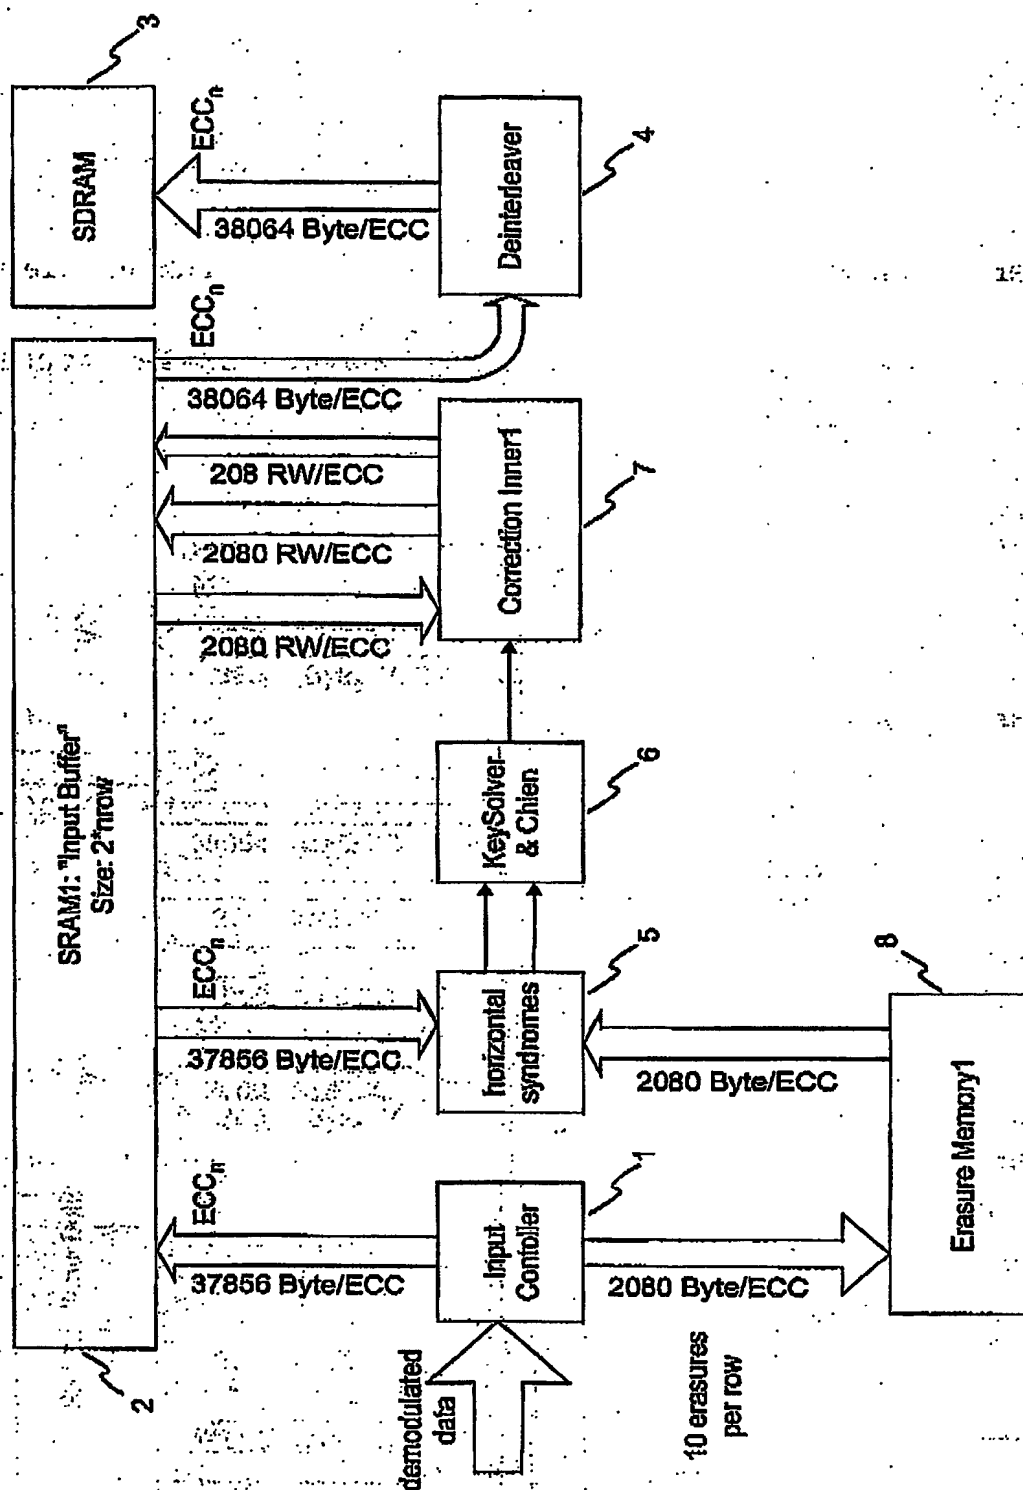 SDRAM
3
SRAM1: "Input Buffer"
Size: 2*nrow
2
ECCn
37856 Byte/ECC
ECCn
37856 Byte/ECC
2080 RW/ECC
2080 RW/ECC
208 RW/ECC
ECCn
38064 Byte/ECC
ECCn
38064 Byte/ECC
demodulated
data
Input
Contoller
1
horizontal
syndromes
5
KeySolver
& Chien
6
Correction Inner1
7
Deinterleaver
4
10 erasures
per row
2080 Byte/ECC
2080 Byte/ECC
Erasure Memory1
8